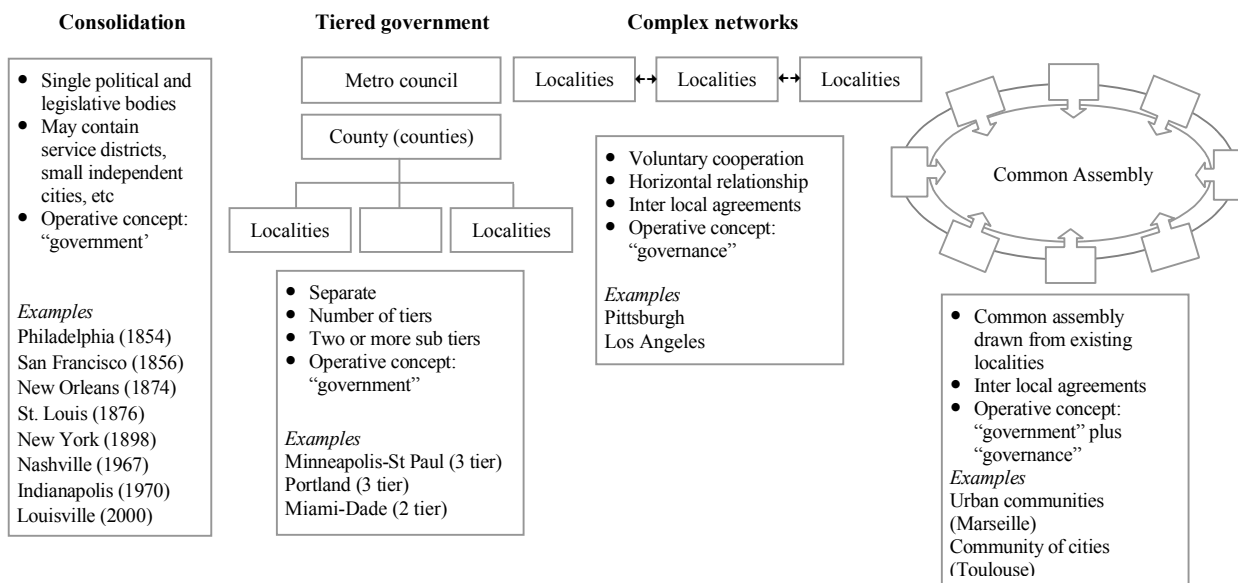 Consolidation
• Single political and
legislative bodies
• May contain
service districts,
small independent
cities, etc
• Operative concept:
“government’
Examples
Philadelphia (1854)
San Francisco (1856)
New Orleans (1874)
St. Louis (1876)
New York (1898)
Nashville (1967)
Indianapolis (1970)
Louisville (2000)
Tiered government
Metro council
County (counties)
Localities
Localities
• Separate
• Number of tiers
• Two or more sub tiers
• Operative concept:
“government”
Examples
Minneapolis-St Paul (3 tier)
Portland (3 tier)
Miami-Dade (2 tier)
Complex networks
Localities
Localities
Localities
• Voluntary cooperation
• Horizontal relationship
• Inter local agreements
• Operative concept:
“governance”
Examples
Pittsburgh
Los Angeles
Common Assembly
• Common assembly
drawn from existing
localities
• Inter local agreements
• Operative concept:
“government” plus
“governance”
Examples
Urban communities
(Marseille)
Community of cities
(Toulouse)